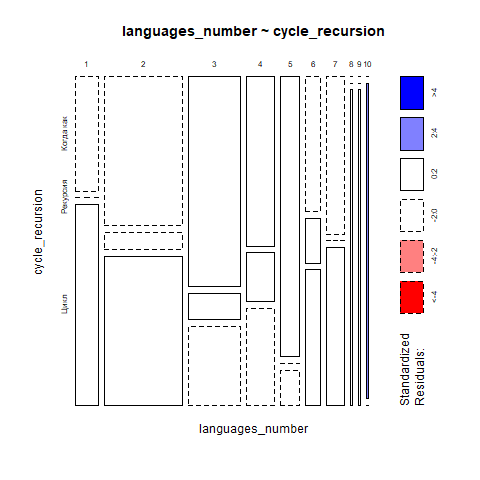 languages_number ~ cycle_recursion
1 2 3 4 5 6 7 8 9 10
Когда как
Рекурсия
Цикл
cycle_recursion
languages_number
>4
2:4
0:2
-2:0
-4:-2
<-4
Standardized
Residuals: